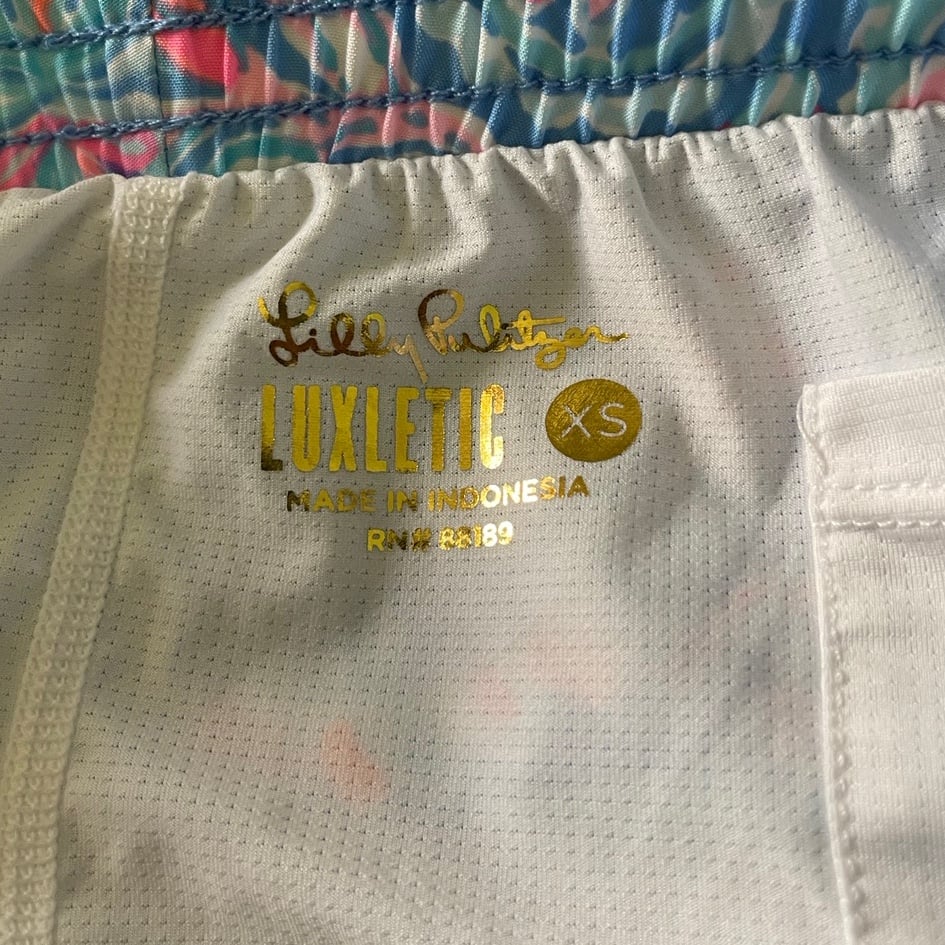 Lilly Pulitzer
LUXLETIC XS
MADE IN INDONESIA
RN# 88189